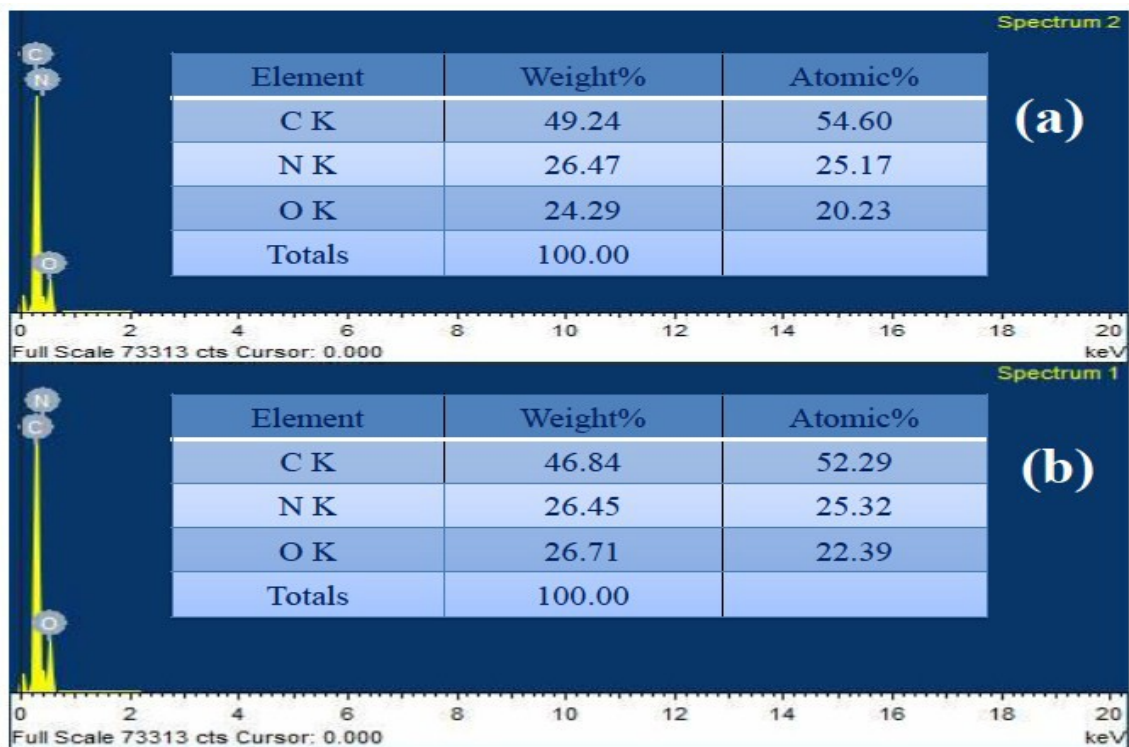 Spectrum 2
C
N
Element Weight% Atomic%
(a)
C K 49.24 54.60
N K 26.47 25.17
O K 24.29 20.23
Totals 100.00
O
0 2 4 6 8 10 12 14 16 18 20
Full Scale 73313 cts Cursor: 0.000 keV
Spectrum 1
N
C
Element Weight% Atomic%
(b)
C K 46.84 52.29
N K 26.45 25.32
O K 26.71 22.39
Totals 100.00
O
0 2 4 6 8 10 12 14 16 18 20
Full Scale 73313 cts Cursor: 0.000 keV